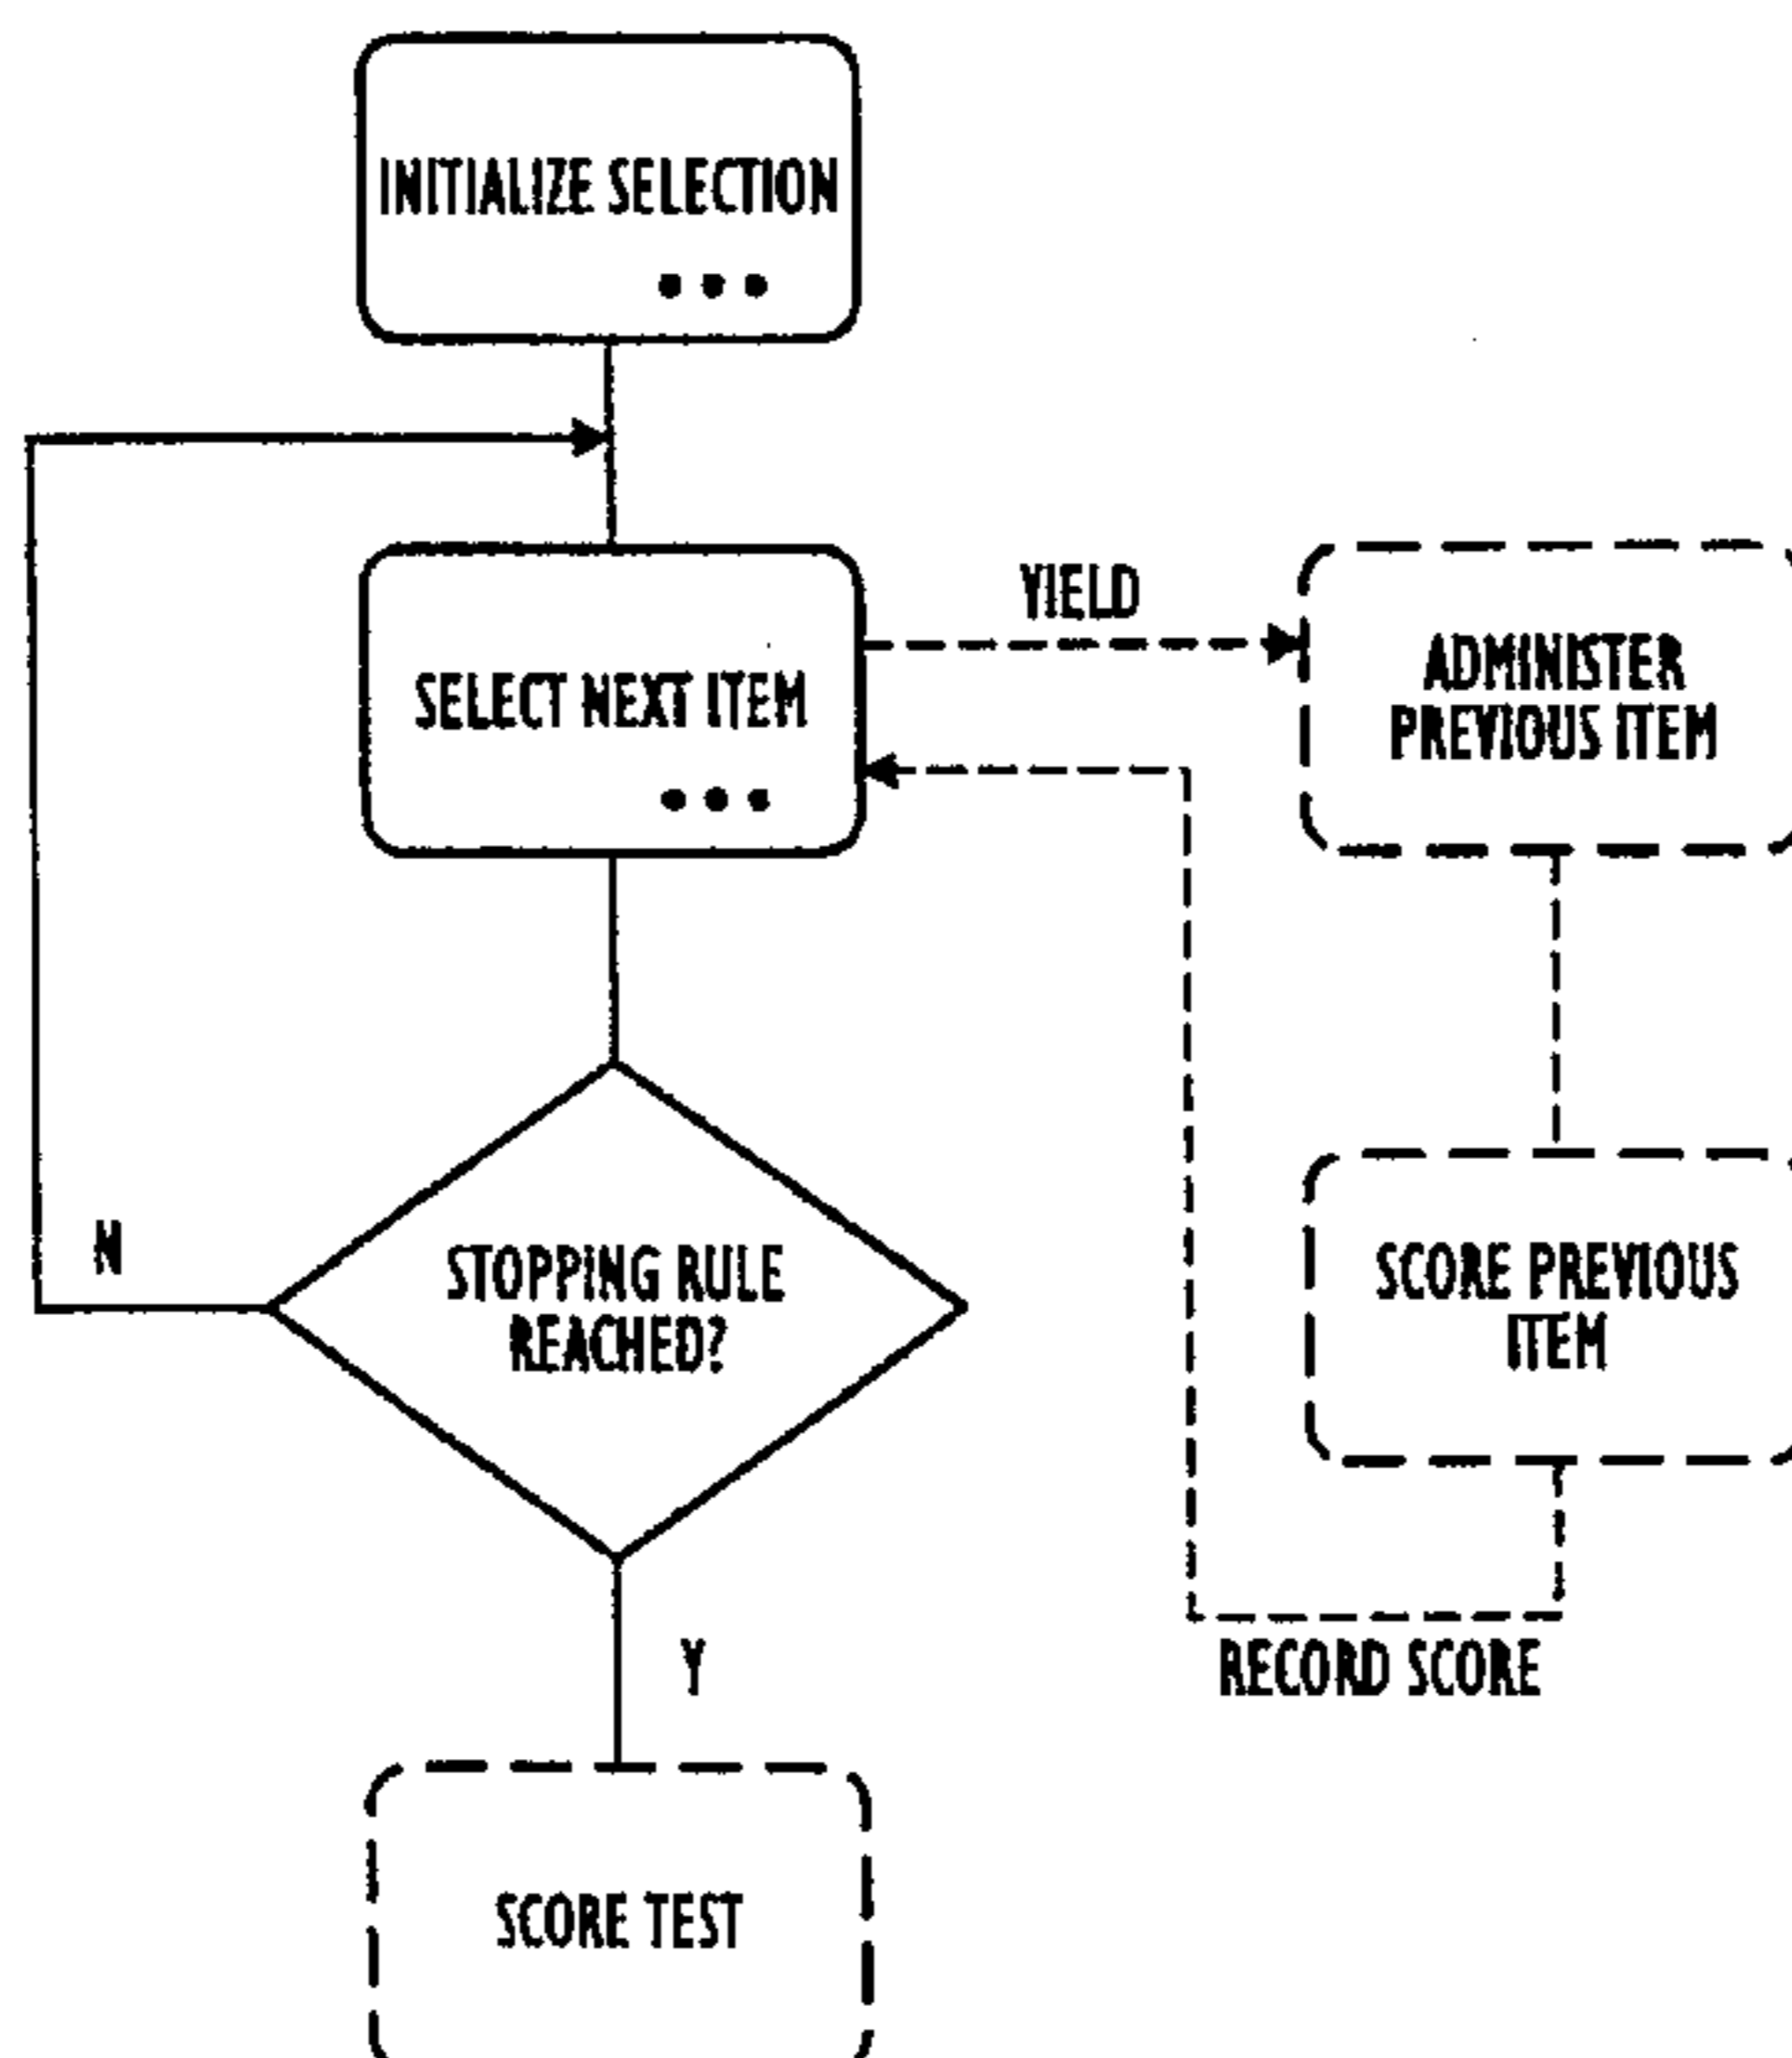 INITIALIZE SELECTION
SELECT NEXT ITEM
YIELD
ADMINISTER
PREVIOUS ITEM
N
STOPPING RULE
REACHED?
SCORE PREVIOUS
ITEM
Y
RECORD SCORE
SCORE TEST